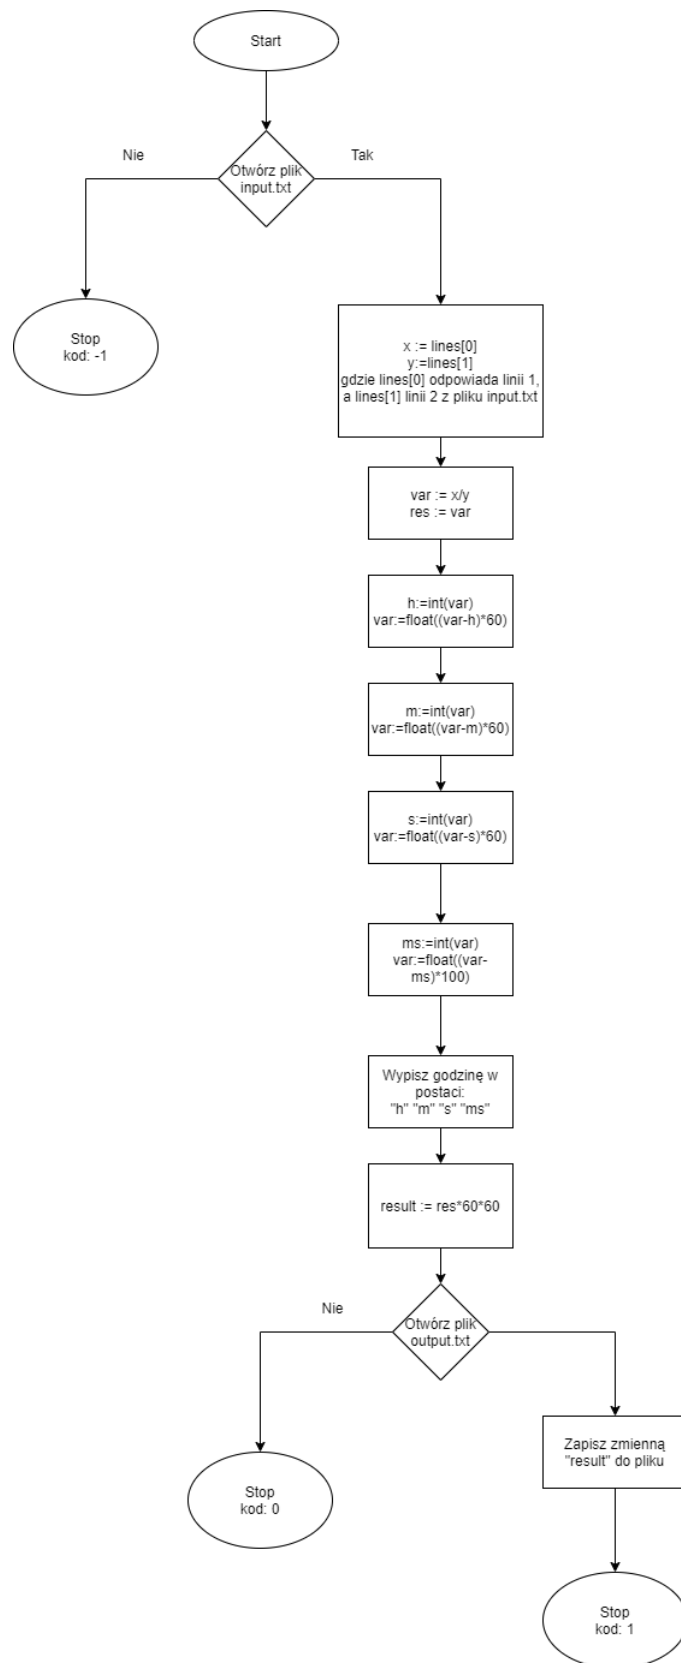 Start
Nie
Tak
Otwórz plik
input.txt
Stop
kod: -1
x := lines[0]
y:=lines[1]
gdzie lines[0] odpowiada linii 1,
a lines[1] linii 2 z pliku input.txt
var := x/y
res := var
h:=int(var)
var:=float((var-h)*60)
m:=int(var)
var:=float((var-m)*60)
s:=int(var)
var:=float((var-s)*60)
ms:=int(var)
var:=float((var-
ms)*100)
Wypisz godzinę w
postaci:
"h" "m" "s" "ms"
result := res*60*60
Nie
Otwórz plik
output.txt
Zapisz zmienną
"result" do pliku
Stop
kod: 0
Stop
kod: 1